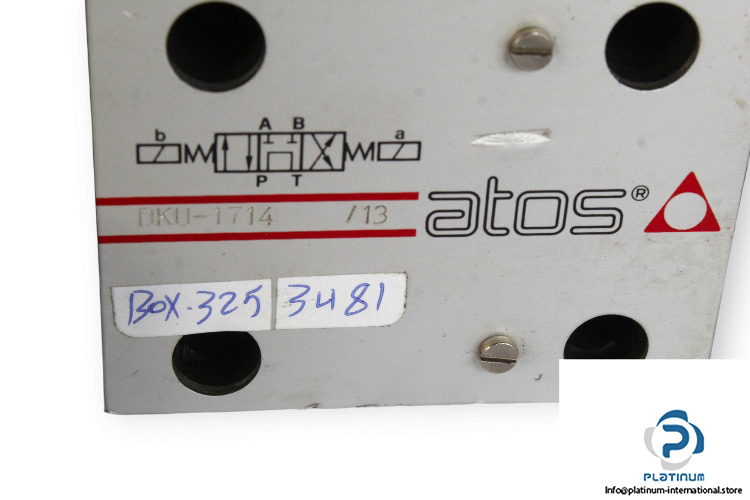 A B
b a
P T
DKU-1714 /13 atos®
BOX-325 3481
PLATINUM
Info@platinum-international.store